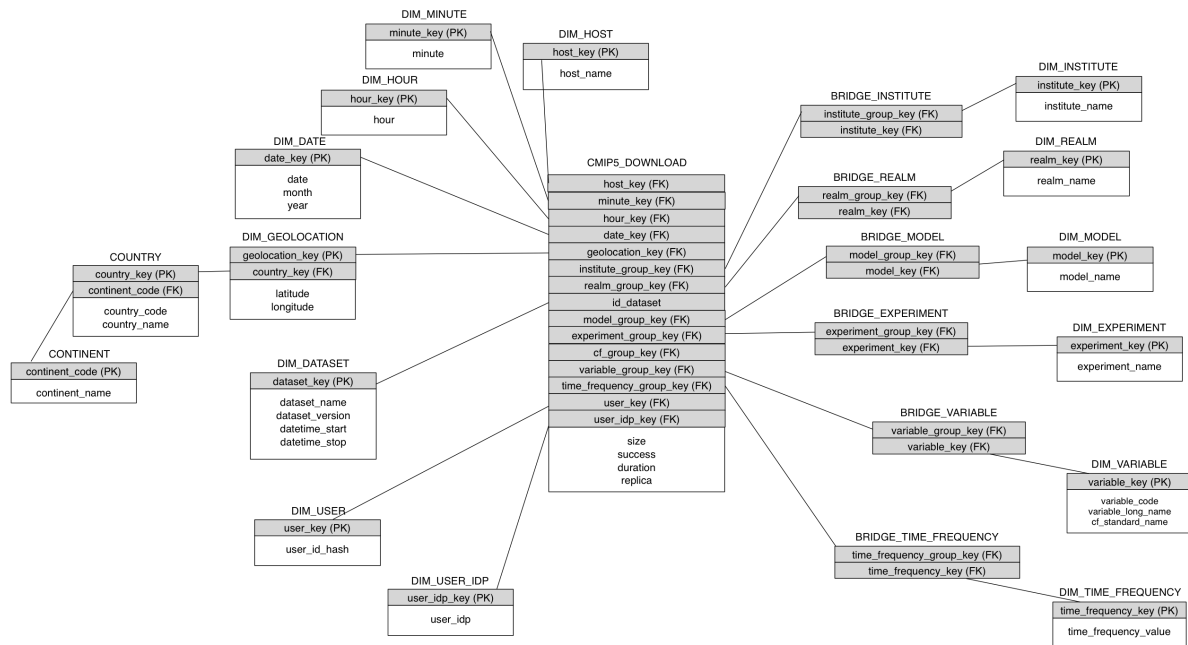 DIM_MINUTE
minute_key (PK)
minute
DIM_HOST
host_key (PK)
host_name
DIM_HOUR
hour_key (PK)
hour
DIM_DATE
date_key (PK)
date
month
year
DIM_GEOLOCATION
geolocation_key (PK)
country_key (FK)
latitude
longitude
COUNTRY
country_key (PK)
continent_code (FK)
country_code
country_name
CONTINENT
continent_code (PK)
continent_name
DIM_DATASET
dataset_key (PK)
dataset_name
dataset_version
datetime_start
datetime_stop
DIM_USER
user_key (PK)
user_id_hash
DIM_USER_IDP
user_idp_key (PK)
user_idp
CMIP5_DOWNLOAD
host_key (FK)
minute_key (FK)
hour_key (FK)
date_key (FK)
geolocation_key (FK)
institute_group_key (FK)
realm_group_key (FK)
id_dataset
model_group_key (FK)
experiment_group_key (FK)
cf_group_key (FK)
variable_group_key (FK)
time_frequency_group_key (FK)
user_key (FK)
user_idp_key (FK)
size
success
duration
replica
BRIDGE_INSTITUTE
institute_group_key (FK)
institute_key (FK)
DIM_INSTITUTE
institute_key (PK)
institute_name
BRIDGE_REALM
realm_group_key (FK)
realm_key (FK)
DIM_REALM
realm_key (PK)
realm_name
BRIDGE_MODEL
model_group_key (FK)
model_key (FK)
DIM_MODEL
model_key (PK)
model_name
BRIDGE_EXPERIMENT
experiment_group_key (FK)
experiment_key (FK)
DIM_EXPERIMENT
experiment_key (PK)
experiment_name
BRIDGE_VARIABLE
variable_group_key (FK)
variable_key (FK)
DIM_VARIABLE
variable_key (PK)
variable_code
variable_long_name
cf_standard_name
BRIDGE_TIME_FREQUENCY
time_frequency_group_key (FK)
time_frequency_key (FK)
DIM_TIME_FREQUENCY
time_frequency_key (PK)
time_frequency_value